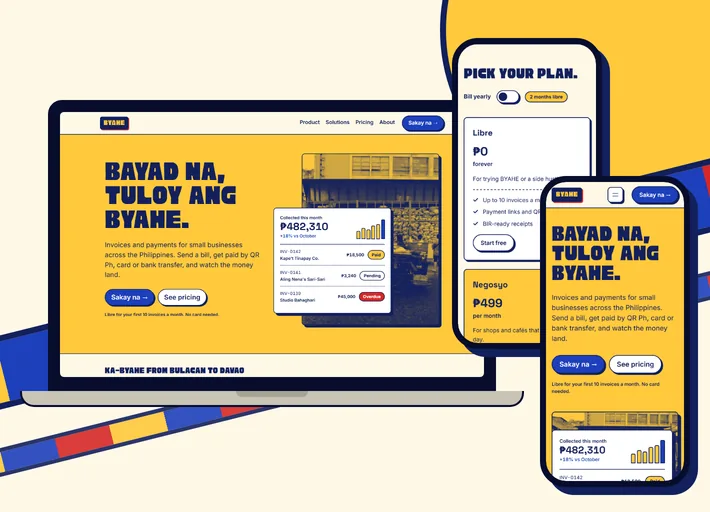 BYAHE
Product Solutions Pricing About Sakay na →
BAYAD NA,
TULOY ANG
BYAHE.
Invoices and payments for small businesses
across the Philippines. Send a bill, get paid by QR
Ph, card or bank transfer, and watch the money
land.
Sakay na → See pricing
Libre for your first 10 invoices a month. No card needed.
Collected this month
₱482,310
+18% vs October
INV-0142
Kape't Tinapay Co. ₱18,500 Paid
INV-0141
Aling Nena's Sari-Sari ₱3,240 Pending
INV-0139
Studio Bahaghari ₱45,000 Overdue
KA-BYAHE FROM BULACAN TO DAVAO
PICK YOUR PLAN.
Bill yearly 2 months libre
Libre
₱0
forever
For trying BYAHE or a side
Up to 10 invoices a
Payment links and QR
BIR-ready receipts
Start free
Negosyo
₱499
per month
For shops and cafés that
day.
BYAHE Sakay na →
BAYAD NA,
TULOY ANG
BYAHE.
Invoices and payments for small
businesses across the Philippines.
Send a bill, get paid by QR Ph, card or
bank transfer, and watch the money
land.
Sakay na → See pricing
Libre for your first 10 invoices a month. No card
needed.
Collected this month
₱482,310
+18% vs October
INV-0142